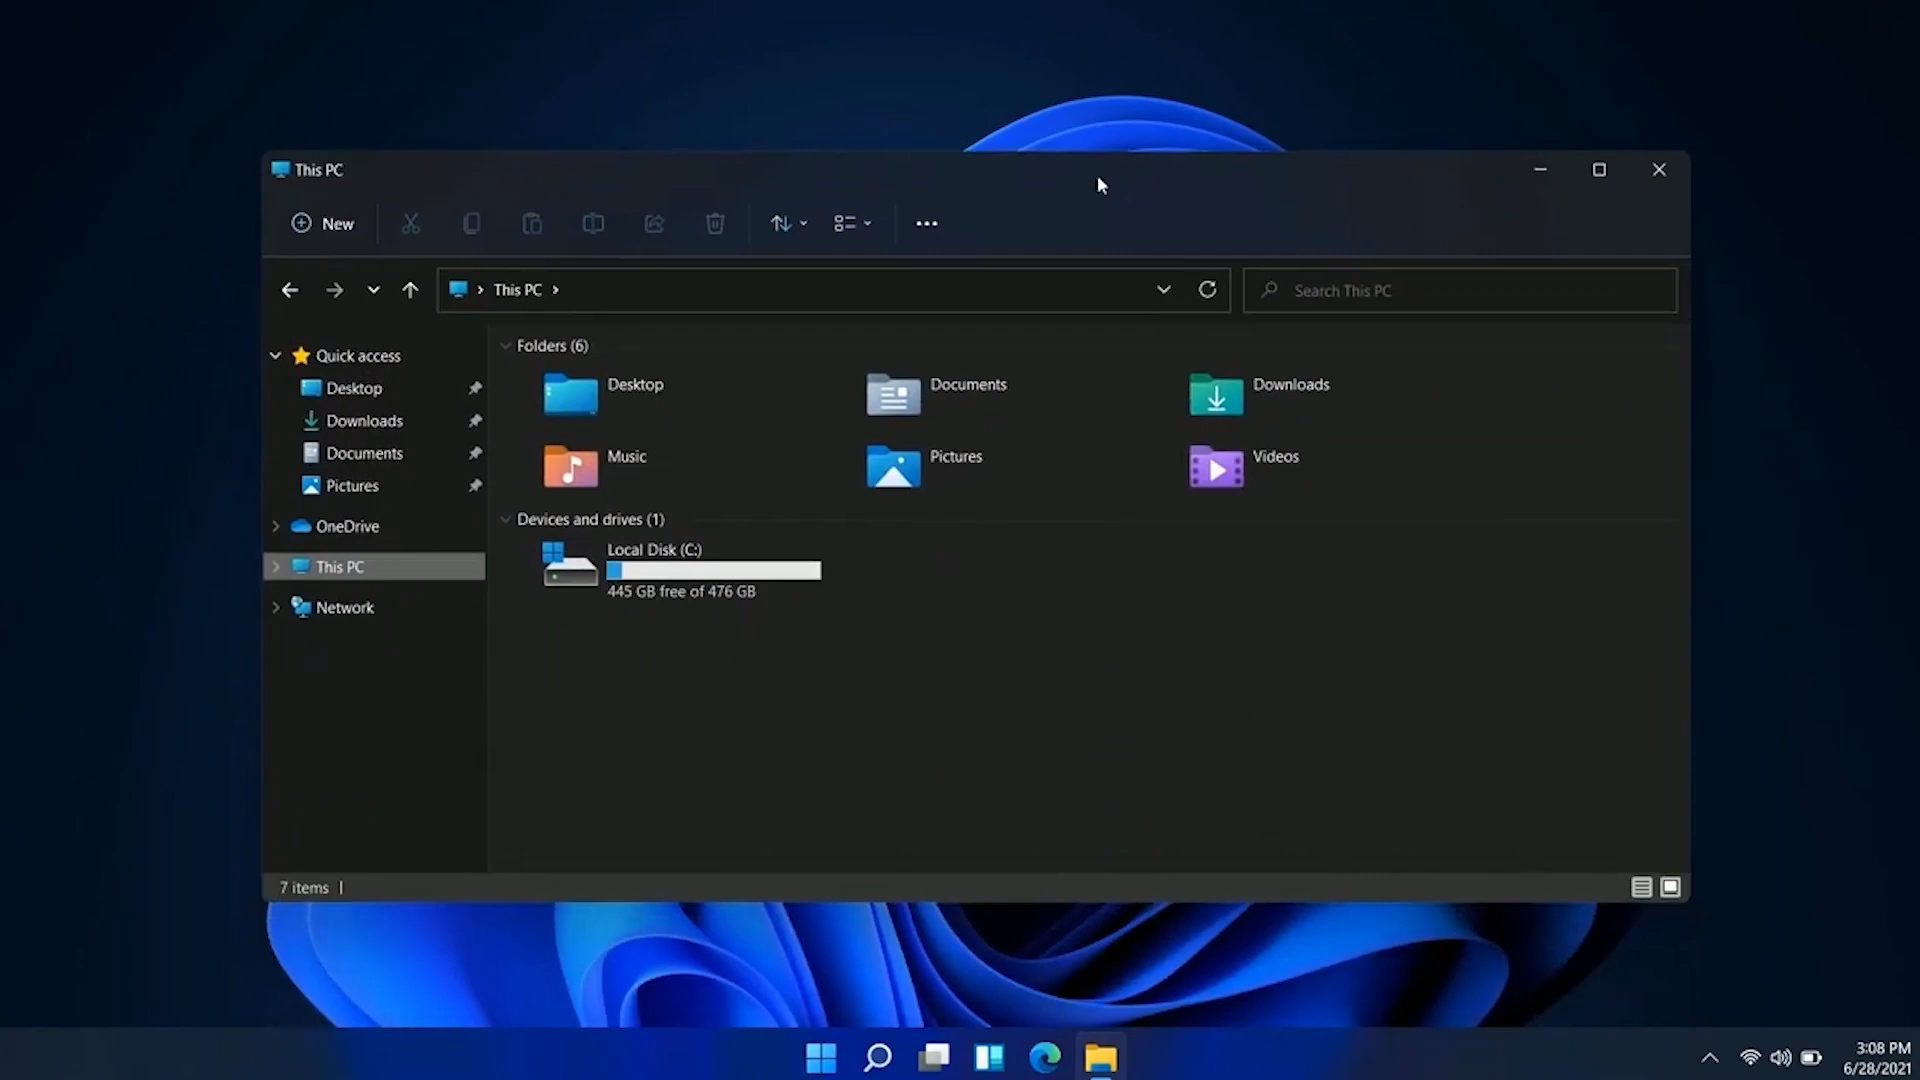 This PC
New
This PC
Search This PC
Quick access
Desktop
Downloads
Documents
Pictures
OneDrive
This PC
Network
Folders (6)
Desktop
Documents
Downloads
Music
Pictures
Videos
Devices and drives (1)
Local Disk (C:)
445 GB free of 476 GB
7 items
3:08 PM
6/28/2021